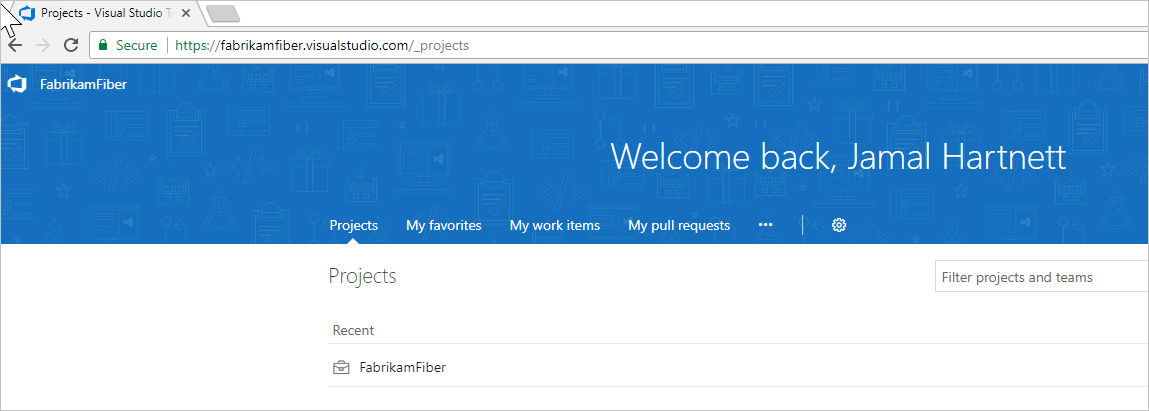 Projects - Visual Studio T
Secure https://fabrikamfiber.visualstudio.com/_projects
FabrikamFiber
Welcome back, Jamal Hartnett
Projects My favorites My work items My pull requests ...
Projects
Filter projects and teams
Recent
FabrikamFiber